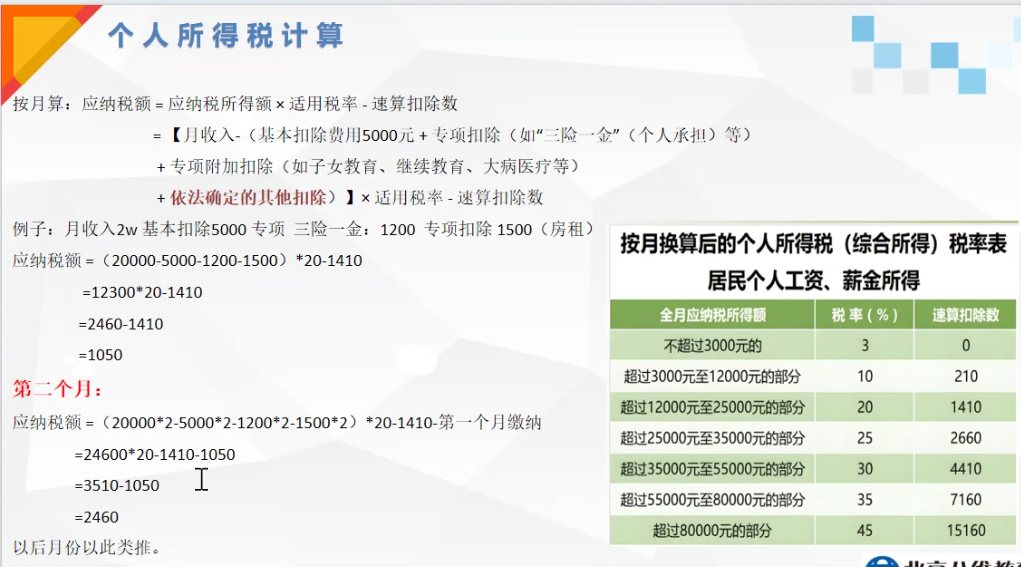 个人所得税计算
按月算：应纳税额 = 应纳税所得额 × 适用税率 - 速算扣除数
= 【月收入-（基本扣除费用5000元 + 专项扣除（如“三险一金”（个人承担）等）
+ 专项附加扣除（如子女教育、继续教育、大病医疗等）
+ 依法确定的其他扣除）】× 适用税率 - 速算扣除数
例子：月收入2w 基本扣除5000 专项 三险一金：1200 专项扣除 1500（房租）
应纳税额 =（20000-5000-1200-1500）*20-1410
=12300*20-1410
=2460-1410
=1050
第二个月：
应纳税额 =（20000*2-5000*2-1200*2-1500*2）*20-1410-第一个月缴纳
=24600*20-1410-1050
=3510-1050
=2460
以后月份以此类推。
按月换算后的个人所得税（综合所得）税率表
居民个人工资、薪金所得
全月应纳税所得额 税 率 ( % ) 速算扣除数
不超过3000元的 3 0
超过3000元至12000元的部分 10 210
超过12000元至25000元的部分 20 1410
超过25000元至35000元的部分 25 2660
超过35000元至55000元的部分 30 4410
超过55000元至80000元的部分 35 7160
超过80000元的部分 45 15160